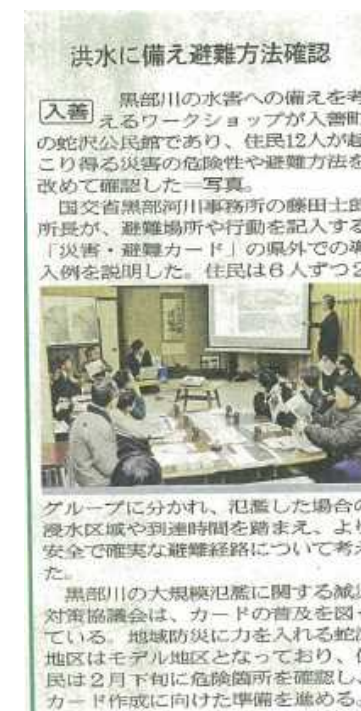 洪水に備え避難方法確認
入善 黒部川の水害への備えを考
えるワークショップが入善町
の蛇沢公民館であり、住民12人が起
こり得る災害の危険性や避難方法を
改めて確認した＝写真。
国交省黒部河川事務所の藤田士郎
所長が、避難場所や行動を記入する
「災害・避難カード」の県外での導
入例を説明した。住民は６人ずつ２
グループに分かれ、氾濫した場合の
浸水区域や到達時間を踏まえ、より
安全で確実な避難経路について考え
た。
黒部川の大規模氾濫に関する減災
対策協議会は、カードの普及を図っ
ている。地域防災に力を入れる蛇沢
地区はモデル地区となっており、住
民は２月下旬に危険箇所を確認し、
カード作成に向けた準備を進める。